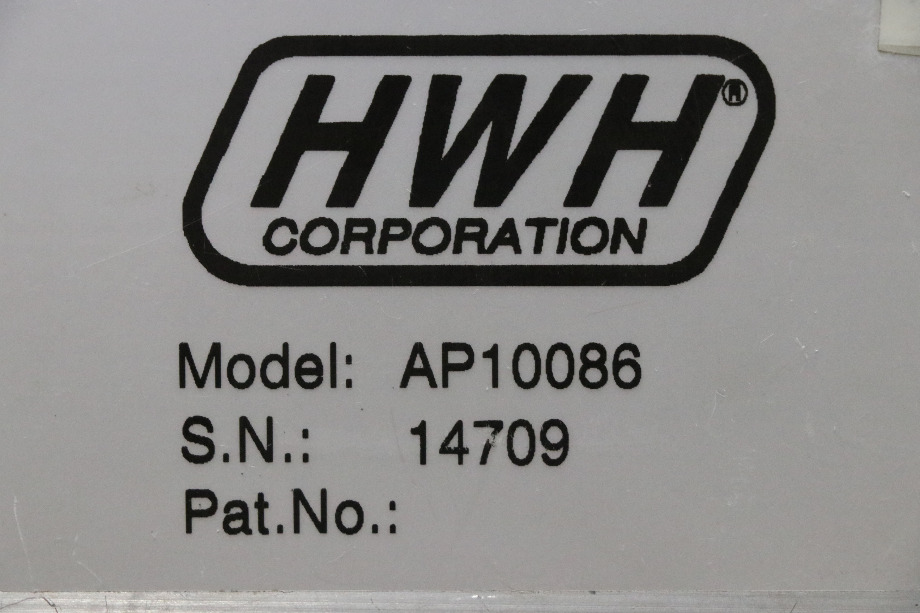 HWH®
CORPORATION
Model: AP10086
S.N.: 14709
Pat.No.: